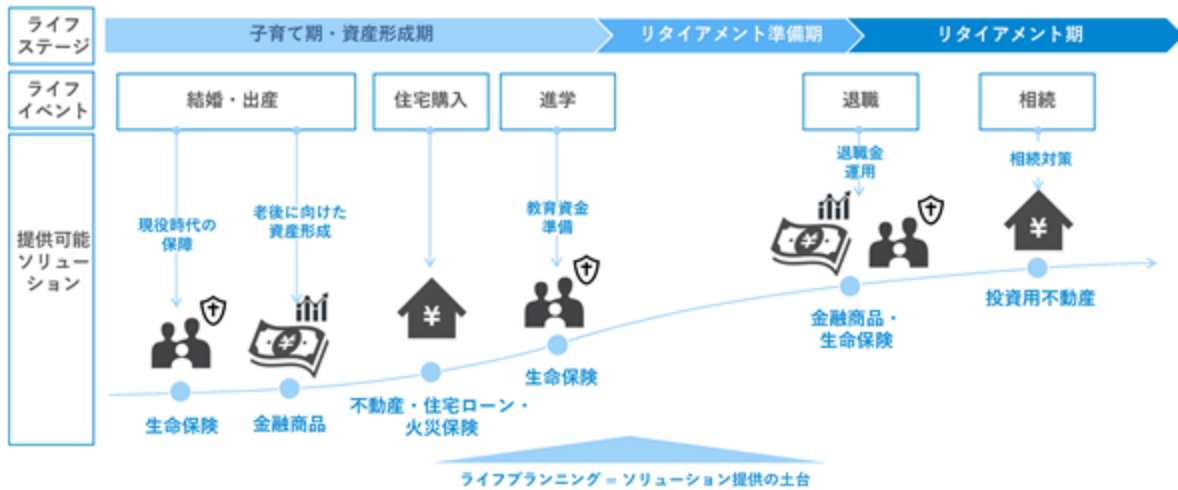 ライフ
ステージ
子育て期・資産形成期
リタイアメント準備期
リタイアメント期
ライフ
イベント
結婚・出産
住宅購入
進学
退職
相続
提供可能
ソリュー
ション
現役時代の
保障
老後に向けた
資産形成
教育資金
準備
退職金
運用
相続対策
¥
¥
¥
¥
生命保険
金融商品
不動産・住宅ローン・
火災保険
生命保険
金融商品・
生命保険
投資用不動産
ライフプランニング = ソリューション提供の土台